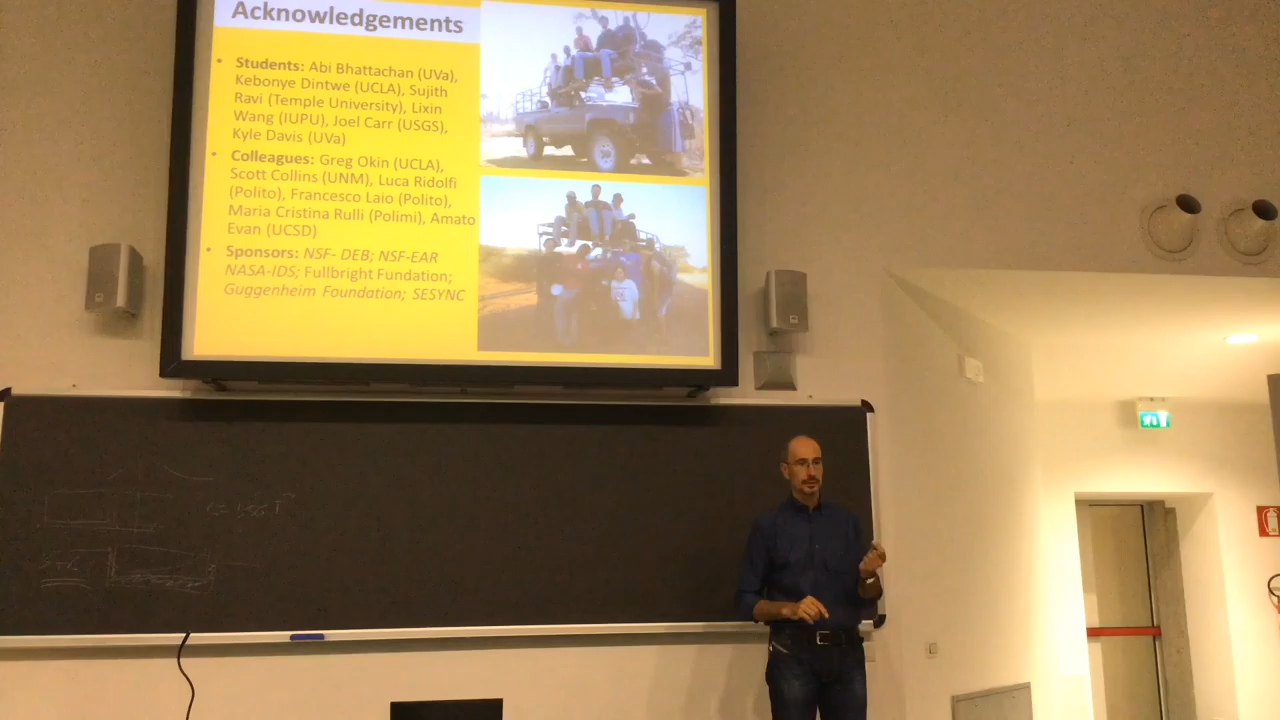 Acknowledgements
• Students: Abi Bhattachan (UVa),
Kebonye Dintwe (UCLA), Sujith
Ravi (Temple University), Lixin
Wang (IUPU), Joel Carr (USGS),
Kyle Davis (UVa)
• Colleagues: Greg Okin (UCLA),
Scott Collins (UNM), Luca Ridolfi
(Polito), Francesco Laio (Polito),
Maria Cristina Rulli (Polimi), Amato
Evan (UCSD)
• Sponsors: NSF- DEB; NSF-EAR
NASA-IDS; Fullbright Fundation;
Guggenheim Foundation; SESYNC